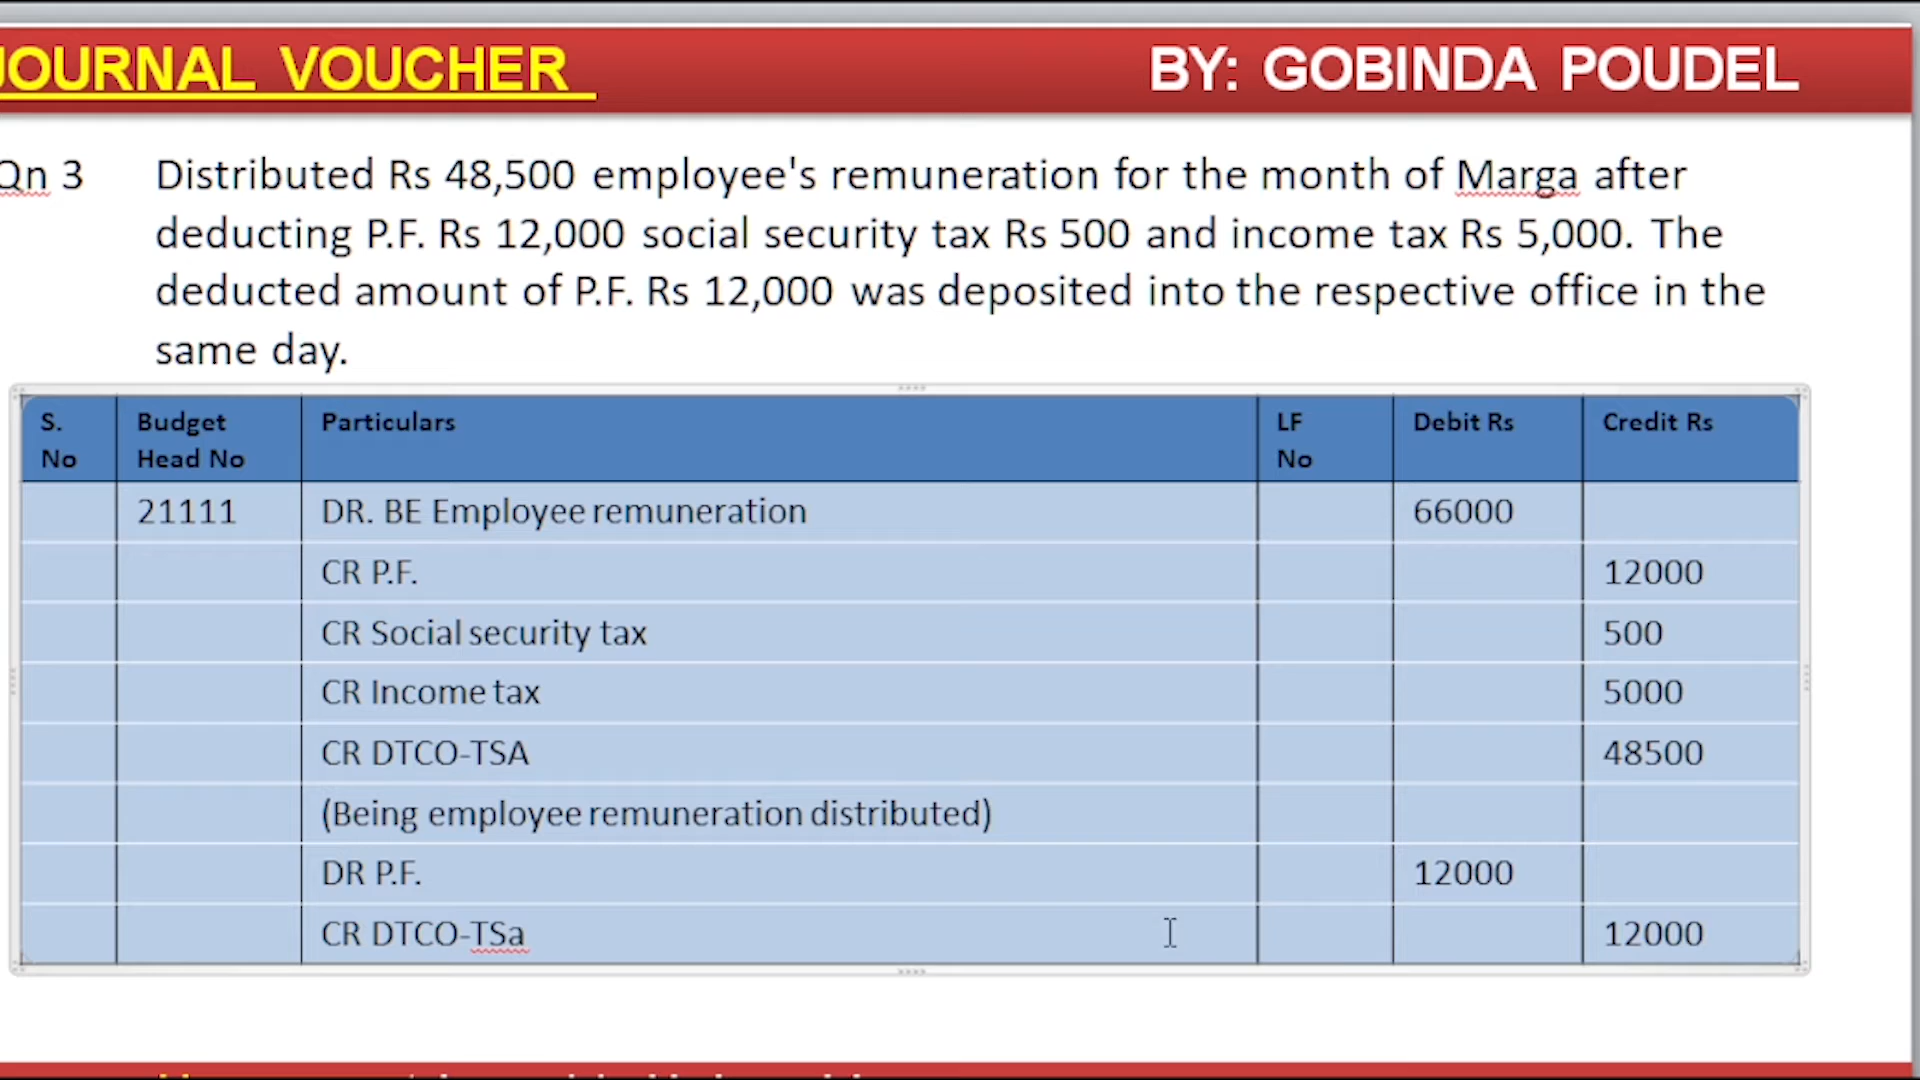 JOURNAL VOUCHER
BY: GOBINDA POUDEL
Qn 3
Distributed Rs 48,500 employee's remuneration for the month of Marga after
deducting P.F. Rs 12,000 social security tax Rs 500 and income tax Rs 5,000. The
deducted amount of P.F. Rs 12,000 was deposited into the respective office in the
same day.
S. No Budget Head No Particulars LF No Debit Rs Credit Rs
21111 DR. BE Employee remuneration 66000
CR P.F. 12000
CR Social security tax 500
CR Income tax 5000
CR DTCO-TSA 48500
(Being employee remuneration distributed)
DR P.F. 12000
CR DTCO-TSa 12000